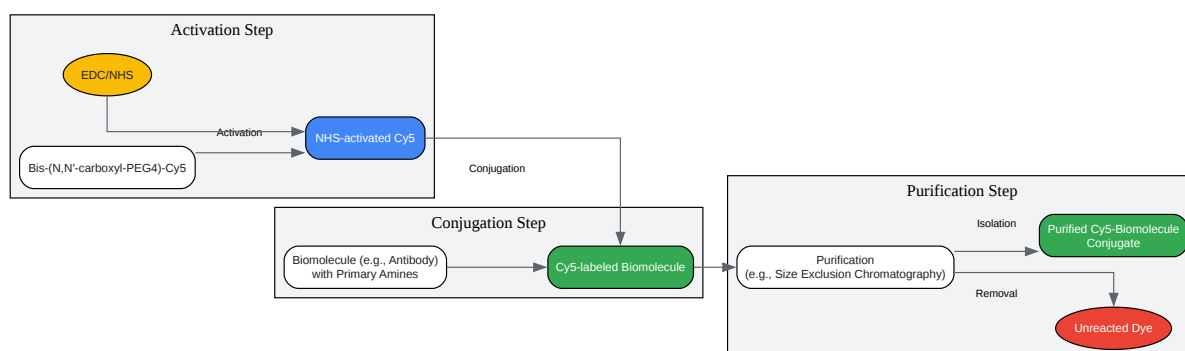 Activation Step
EDC/NHS
Activation
NHS-activated Cy5
Bis-(N,N'-carboxyl-PEG4)-Cy5
Conjugation
Conjugation Step
Biomolecule (e.g., Antibody)
with Primary Amines
Cy5-labeled Biomolecule
Purification Step
Isolation
Purified Cy5-Biomolecule
Conjugate
Purification
(e.g., Size Exclusion Chromatography)
Removal
Unreacted Dye